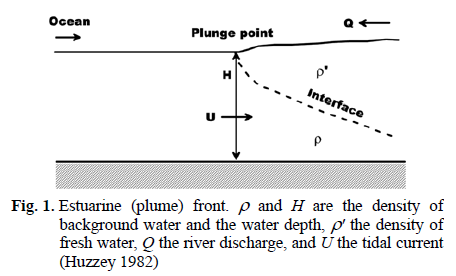 Ocean
Q
Plunge point
H
ρ'
Interface
U
ρ
Fig. 1. Estuarine (plume) front. ρ and H are the density of
background water and the water depth, ρ' the density of
fresh water, Q the river discharge, and U the tidal current
(Huzzey 1982)